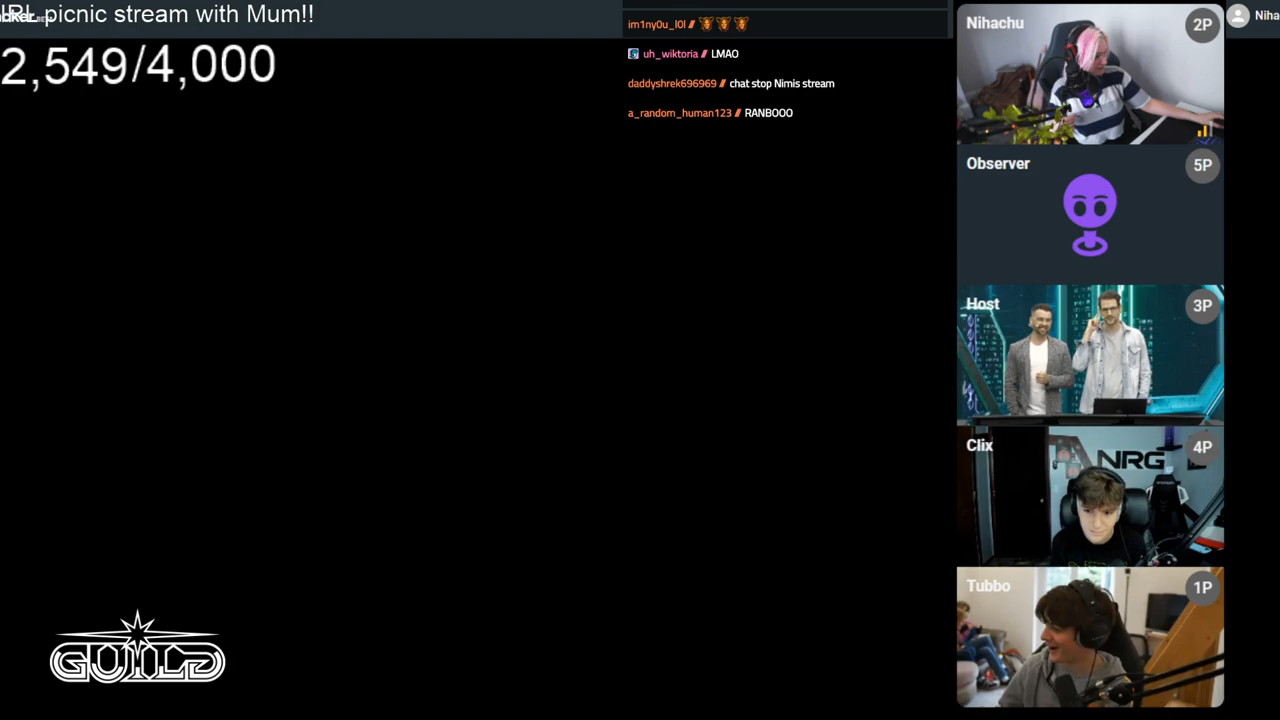 IRL picnic stream with Mum!!
2,549/4,000
im1ny0u_l0l //
uh_wiktoria // LMAO
daddyshrek696969 // chat stop Nimis stream
a_random_human123 // RANBOOO
Nihachu 2P
Observer 5P
Host 3P
Clix 4P
NRG
Tubbo 1P
Niha
GUILD